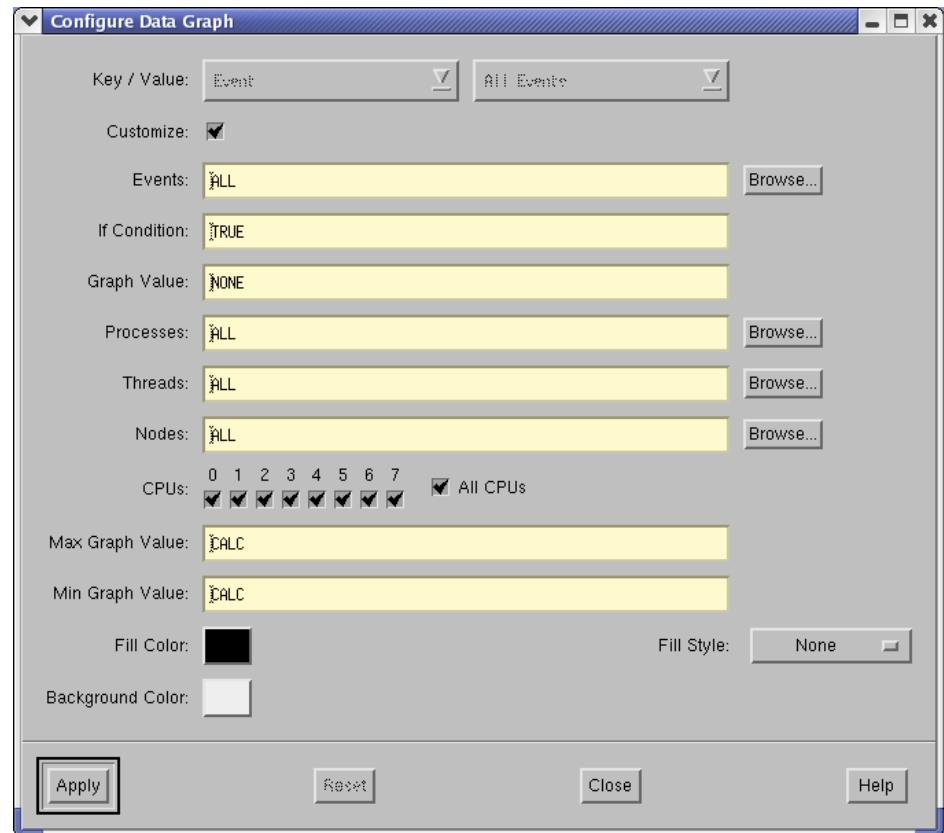 Configure Data Graph
Key / Value: Event All Events
Customize:
Events: ALL Browse...
If Condition: TRUE
Graph Value: NONE
Processes: ALL Browse...
Threads: ALL Browse...
Nodes: ALL Browse...
0 1 2 3 4 5 6 7
CPUs: All CPUs
Max Graph Value: CALC
Min Graph Value: CALC
Fill Color: Fill Style: None
Background Color:
Apply Reset Close Help